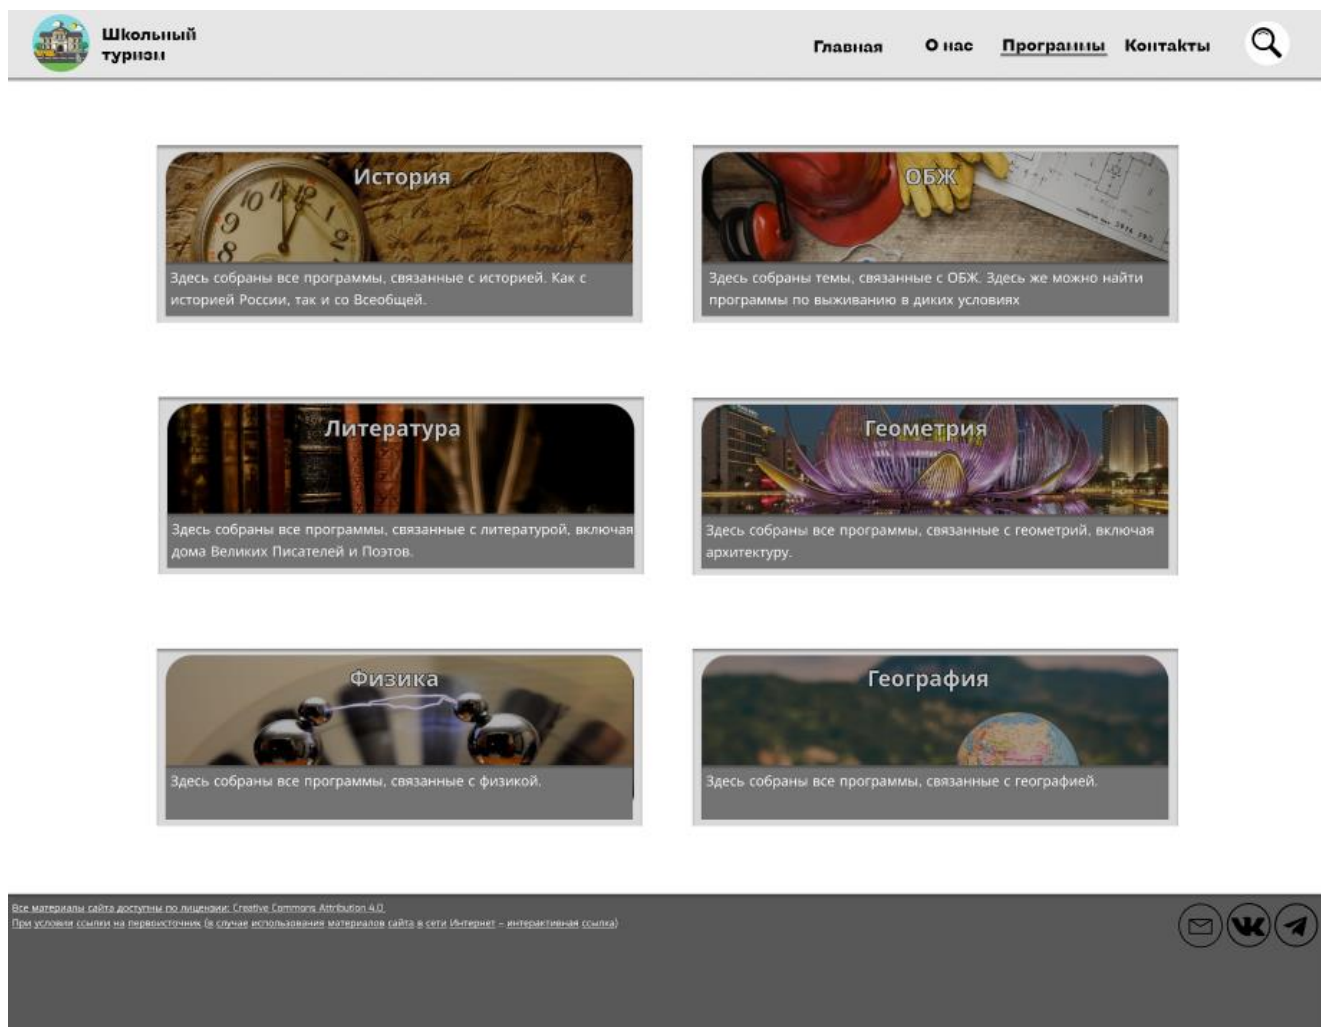 Школьный
туризм
Главная О нас Программы Контакты
История
Здесь собраны все программы, связанные с историей. Как с
историей России, так и со Всеобщей.
ОБЖ
Здесь собраны темы, связанные с ОБЖ. Здесь же можно найти
программы по выживанию в диких условиях
Литература
Здесь собраны все программы, связанные с литературой, включая
дома Великих Писателей и Поэтов.
Геометрия
Здесь собраны все программы, связанные с геометрий, включая
архитектуру.
Физика
Здесь собраны все программы, связанные с физикой.
География
Здесь собраны все программы, связанные с географией.
Все материалы сайта доступны по лицензии: Creative Commons Attribution 4.0
При условии ссылки на первоисточник (в случае использования материалов сайта в сети Интернет – интерактивная ссылка)